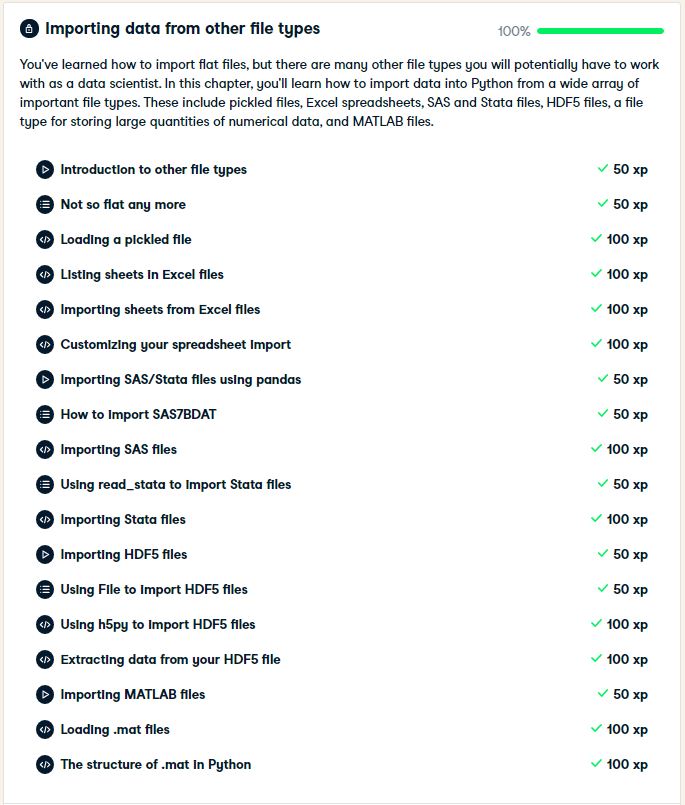 Importing data from other file types
100%
You've learned how to import flat files, but there are many other file types you will potentially have to work
with as a data scientist. In this chapter, you'll learn how to import data into Python from a wide array of
important file types. These include pickled files, Excel spreadsheets, SAS and Stata files, HDF5 files, a file
type for storing large quantities of numerical data, and MATLAB files.
Introduction to other file types 50 xp
Not so flat any more 50 xp
Loading a pickled file 100 xp
Listing sheets in Excel files 100 xp
Importing sheets from Excel files 100 xp
Customizing your spreadsheet import 100 xp
Importing SAS/Stata files using pandas 50 xp
How to import SAS7BDAT 50 xp
Importing SAS files 100 xp
Using read_stata to import Stata files 50 xp
Importing Stata files 100 xp
Importing HDF5 files 50 xp
Using File to import HDF5 files 50 xp
Using h5py to import HDF5 files 100 xp
Extracting data from your HDF5 file 100 xp
Importing MATLAB files 50 xp
Loading .mat files 100 xp
The structure of .mat in Python 100 xp